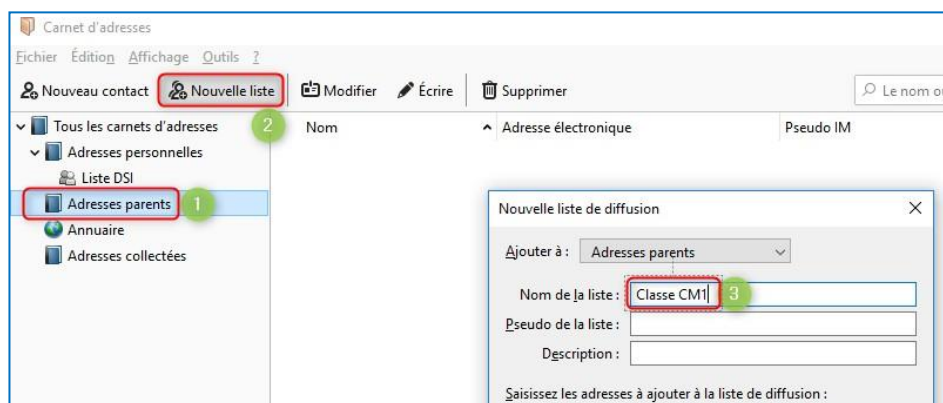 Carnet d'adresses
Fichier Édition Affichage Outils ?
Nouveau contact Nouvelle liste Modifier Écrire Supprimer Le nom ou
Tous les carnets d'adresses 2 Nom Adresse électronique Pseudo IM
Adresses personnelles
Liste DSI
Adresses parents 1
Annuaire
Adresses collectées
Nouvelle liste de diffusion
Ajouter à : Adresses parents
Nom de la liste : Classe CM1 3
Pseudo de la liste :
Description :
Saisissez les adresses à ajouter à la liste de diffusion :